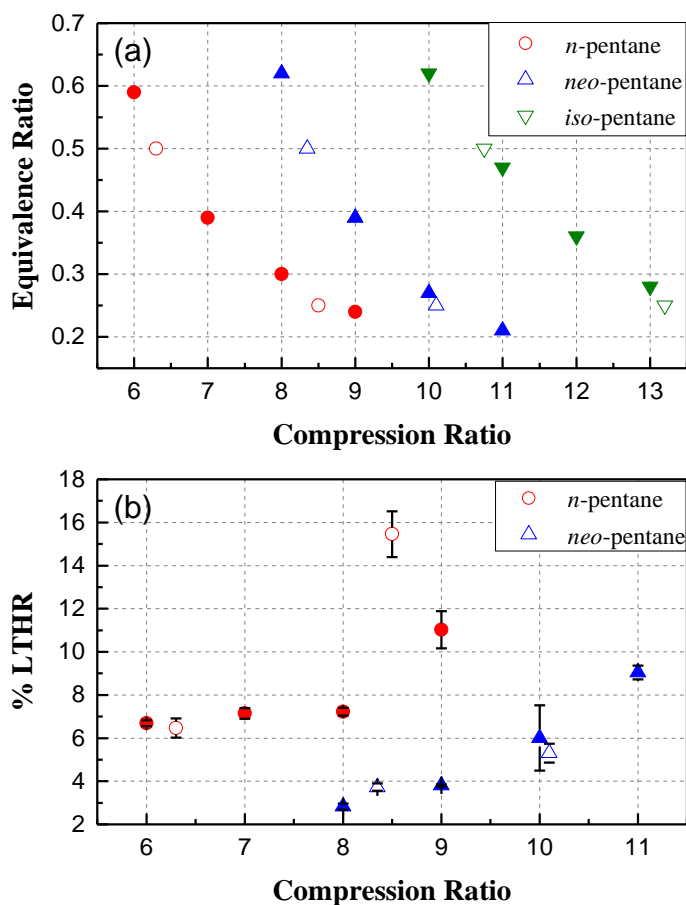 (a)
n-pentane
neo-pentane
iso-pentane
Equivalence Ratio
0.7
0.6
0.5
0.4
0.3
0.2
6 7 8 9 10 11 12 13
Compression Ratio
(b)
n-pentane
neo-pentane
% LTHR
18
16
14
12
10
8
6
4
2
6 7 8 9 10 11
Compression Ratio